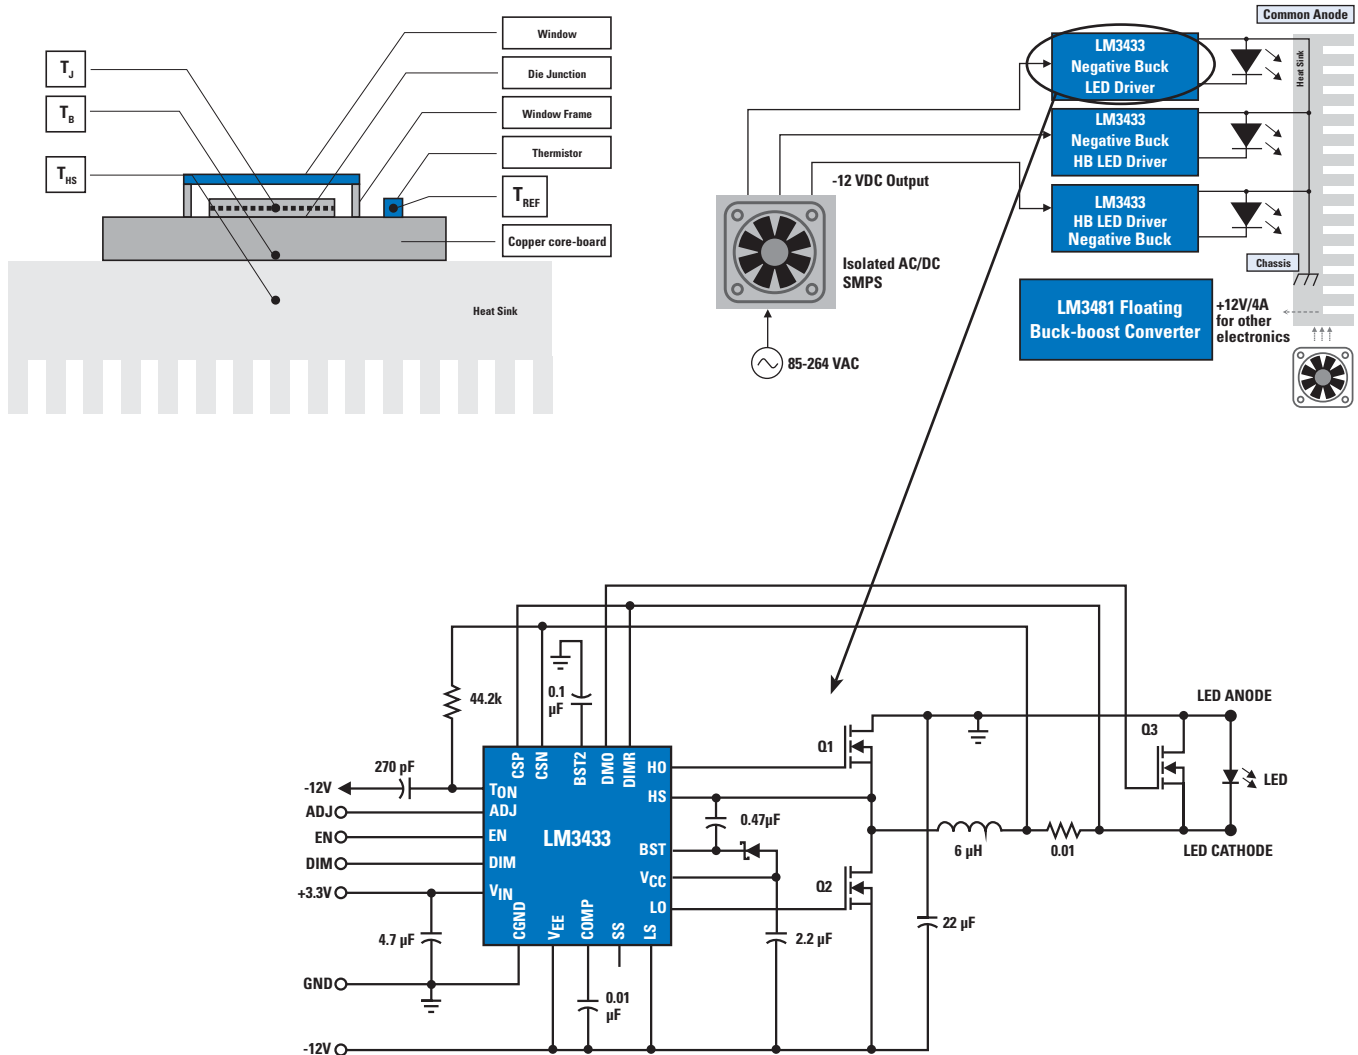 Window
Die Junction
Window Frame
Thermistor
TREF
Copper core-board
TJ
TB
THS
Heat Sink
Common Anode
LM3433
Negative Buck
LED Driver
LM3433
Negative Buck
HB LED Driver
LM3433
HB LED Driver
Negative Buck
Heat Sink
-12 VDC Output
Isolated AC/DC
SMPS
85-264 VAC
Chassis
LM3481 Floating
Buck-boost Converter
+12V/4A
for other
electronics
44.2k
0.1
µF
270 pF
-12V
ADJ
EN
DIM
+3.3V
4.7 µF
GND
-12V
CSP
CSN
BST2
DMO
DIMR
TON
ADJ
EN
DIM
VIN
LM3433
HO
HS
BST
VCC
LO
CGND
VEE
COMP
SS
LS
0.01
µF
0.47µF
2.2 µF
Q1
Q2
22 µF
6 µH
0.01
Q3
LED ANODE
LED
LED CATHODE